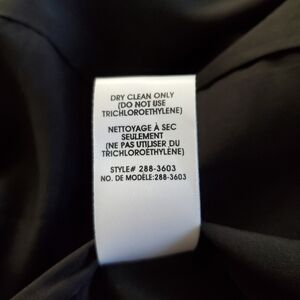 DRY CLEAN ONLY
(DO NOT USE
TRICHLOROETHYLENE)
NETTOYAGE À SEC
SEULEMENT
(NE PAS UTILISER DU
TRICHLOROÉTHYLÈNE)
STYLE# 288-3603
NO. DE MODÈLE:288-3603